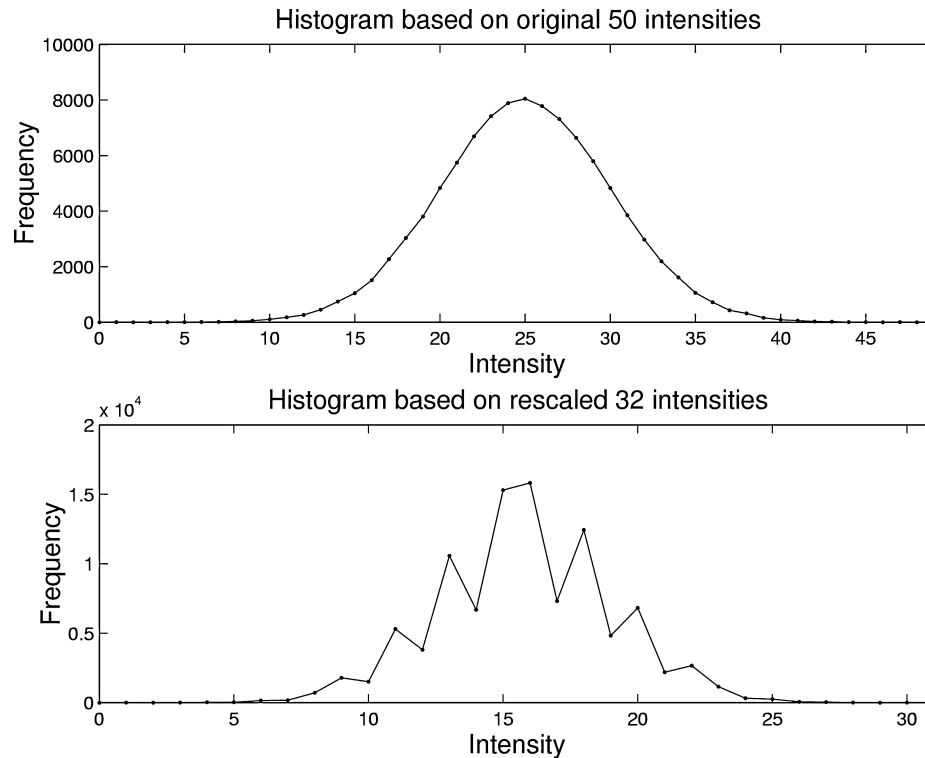 Histogram based on original 50 intensities
10000
8000
6000
4000
2000
0
Frequency
0 5 10 15 20 25 30 35 40 45
Intensity
Histogram based on rescaled 32 intensities
x 10^4
2
1.5
1
0.5
0
Frequency
0 5 10 15 20 25 30
Intensity